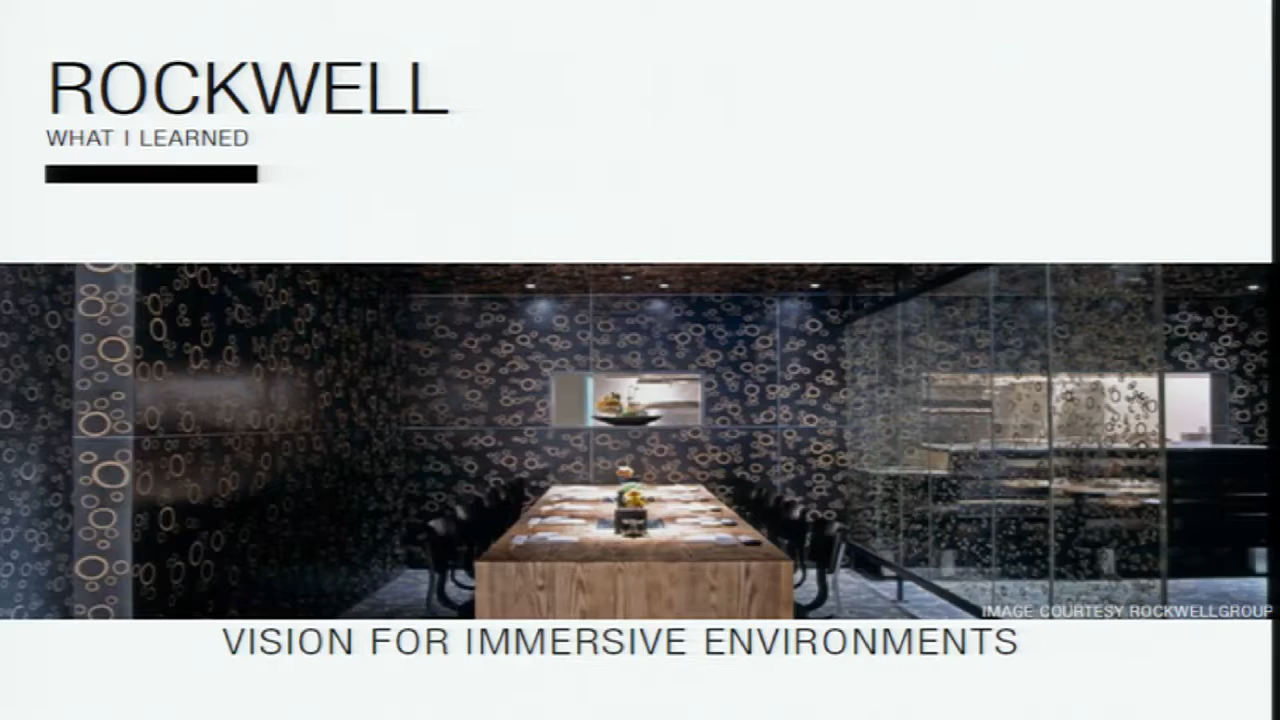 ROCKWELL
WHAT I LEARNED
IMAGE COURTESY ROCKWELLGROUP
VISION FOR IMMERSIVE ENVIRONMENTS